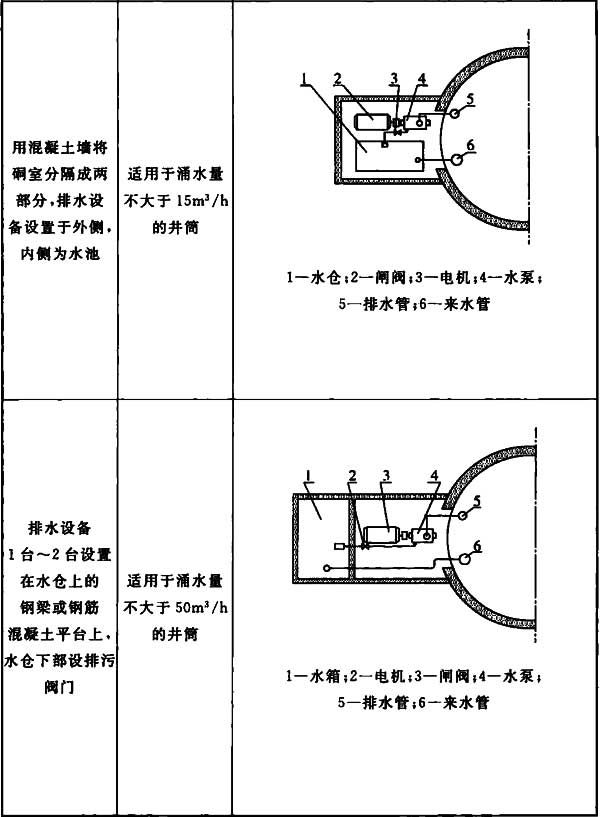 用混凝土墙将
硐室分隔成两
部分,排水设
备设置于外侧,
内侧为水池
适用于涌水量
不大于 15m³/h
的井筒
1 2 3 4
5
6
1—水仓;2—闸阀;3—电机;4—水泵;
5—排水管;6—来水管
排水设备
1 台～2 台设置
在水仓上的
钢梁或钢筋
混凝土平台上,
水仓下部设排污
阀门
适用于涌水量
不大于 50m³/h
的井筒
1 2 3 4
5
6
1—水箱;2—电机;3—闸阀;4—水泵;
5—排水管;6—来水管